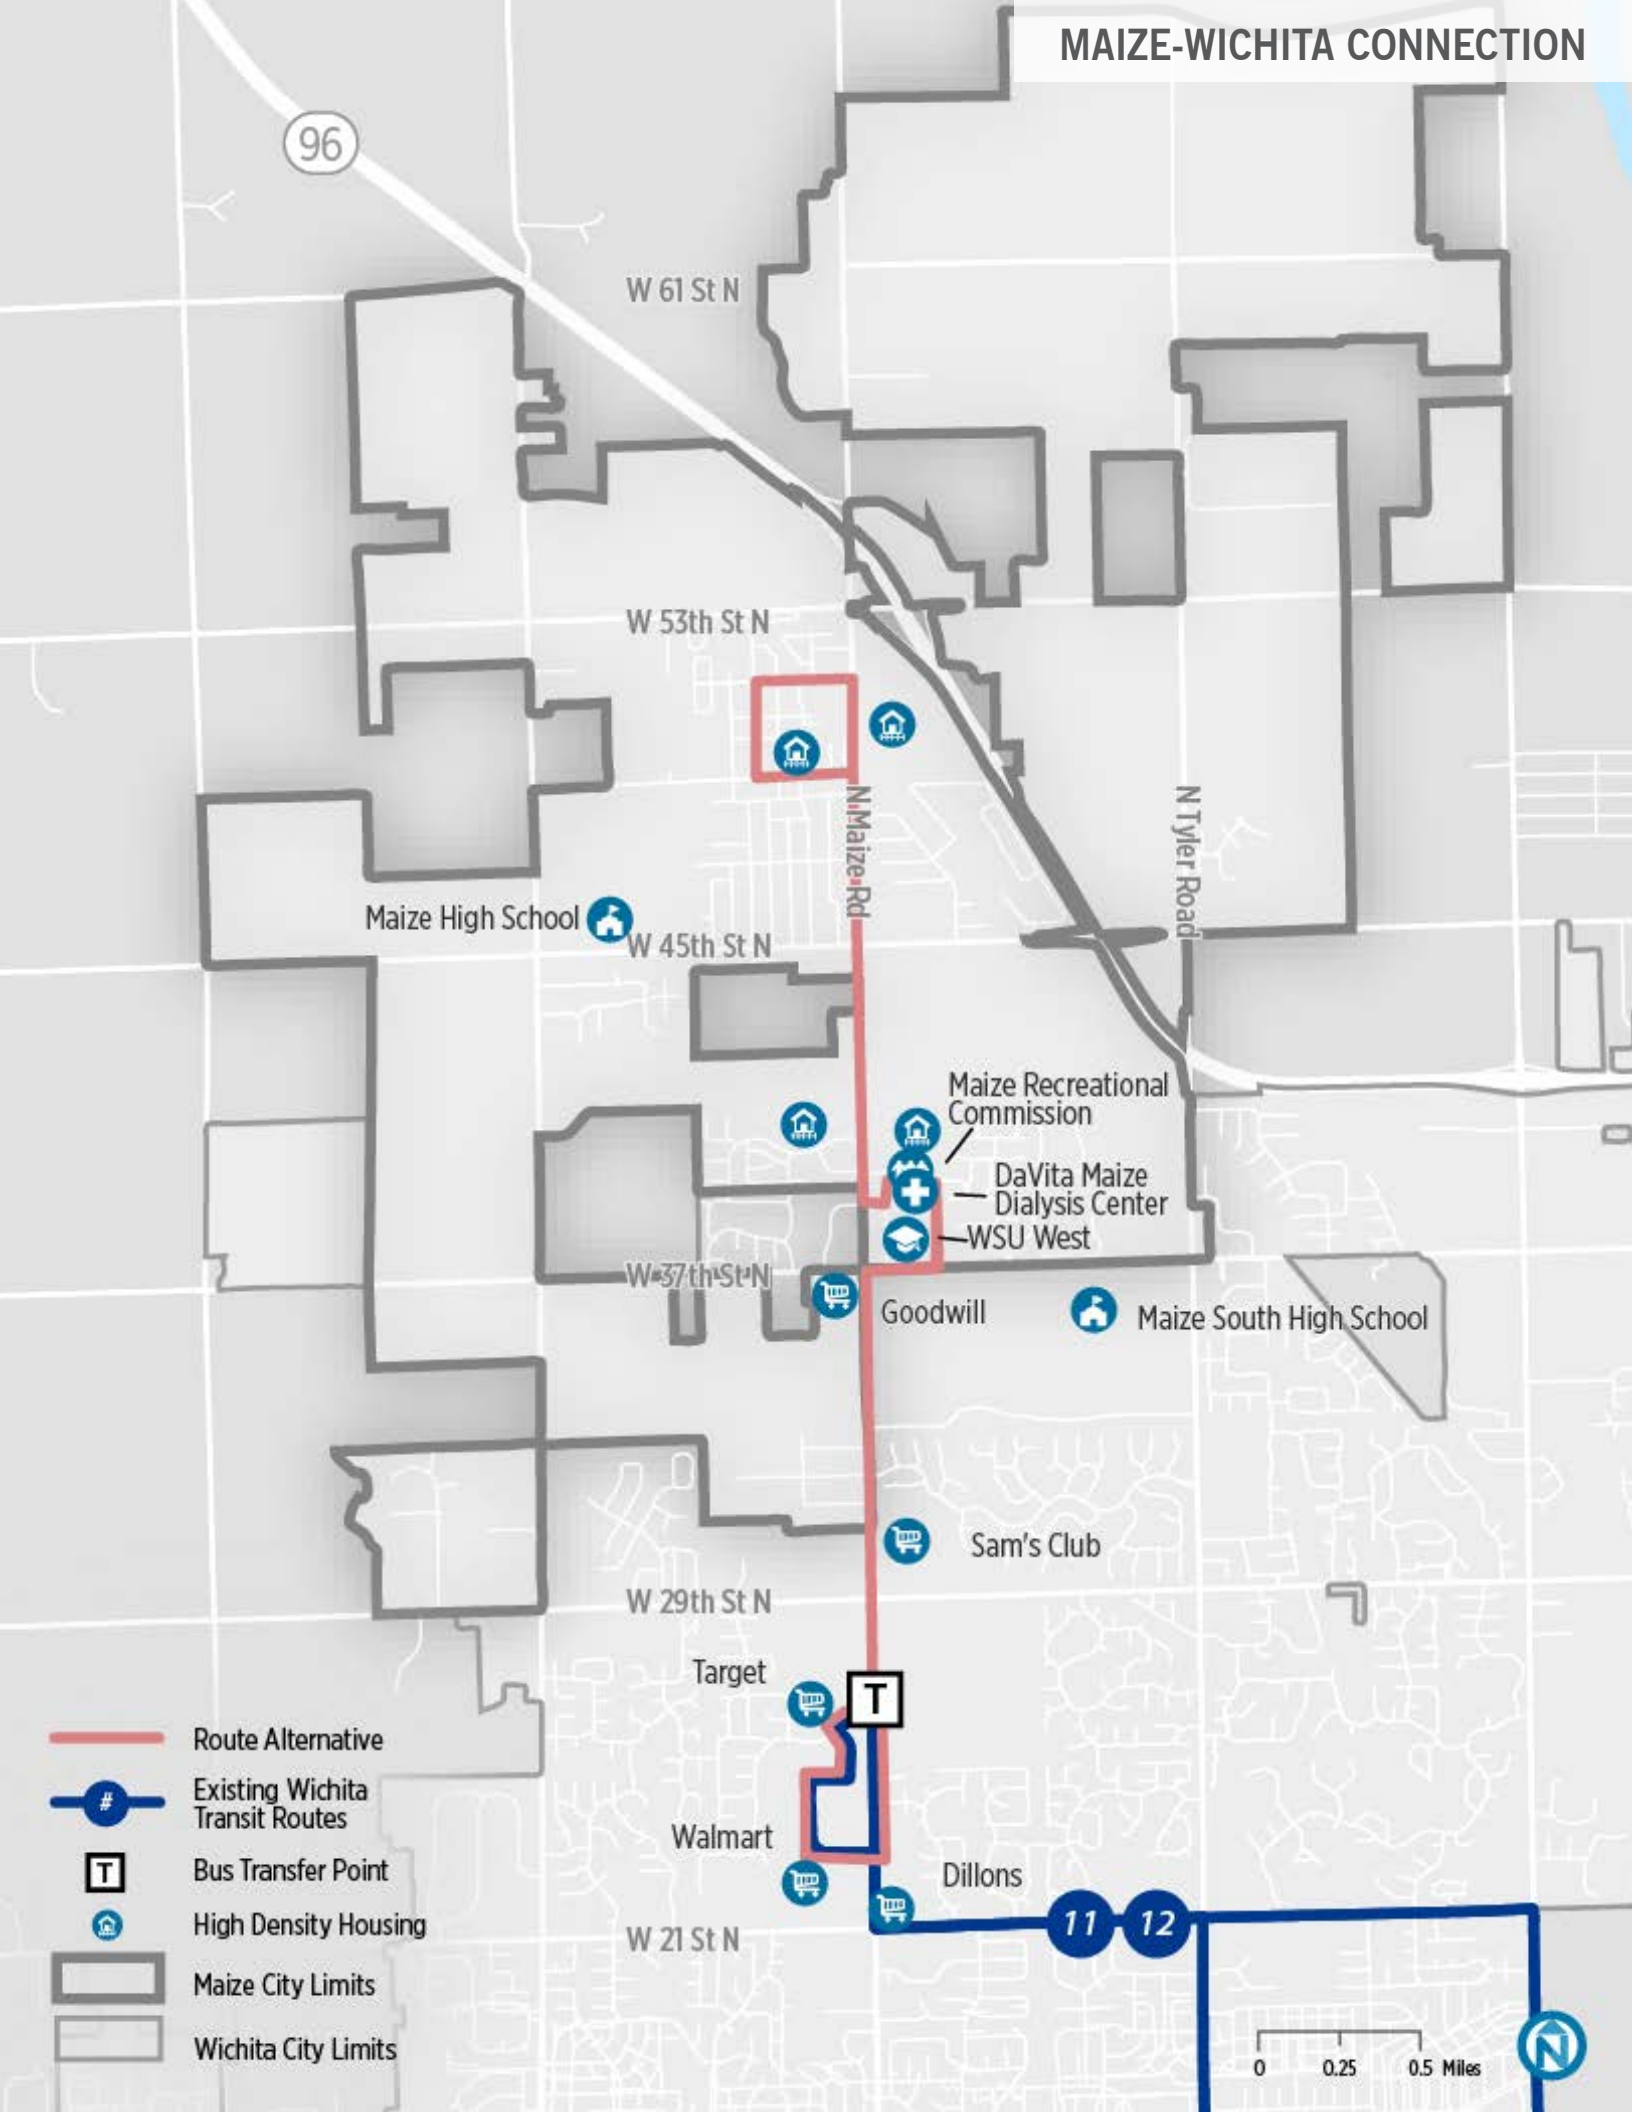 MAIZE-WICHITA CONNECTION
96
W 61 St N
W 53th St N
N Maize Rd
N Tyler Road
Maize High School
W 45th St N
Maize Recreational
Commission
DaVita Maize
Dialysis Center
WSU West
W 37th St N
Goodwill
Maize South High School
Sam's Club
W 29th St N
Target
T
Route Alternative
#
Existing Wichita
Transit Routes
Walmart
T
Bus Transfer Point
Dillons
High Density Housing
11
12
W 21 St N
Maize City Limits
Wichita City Limits
0
0.25
0.5 Miles
N